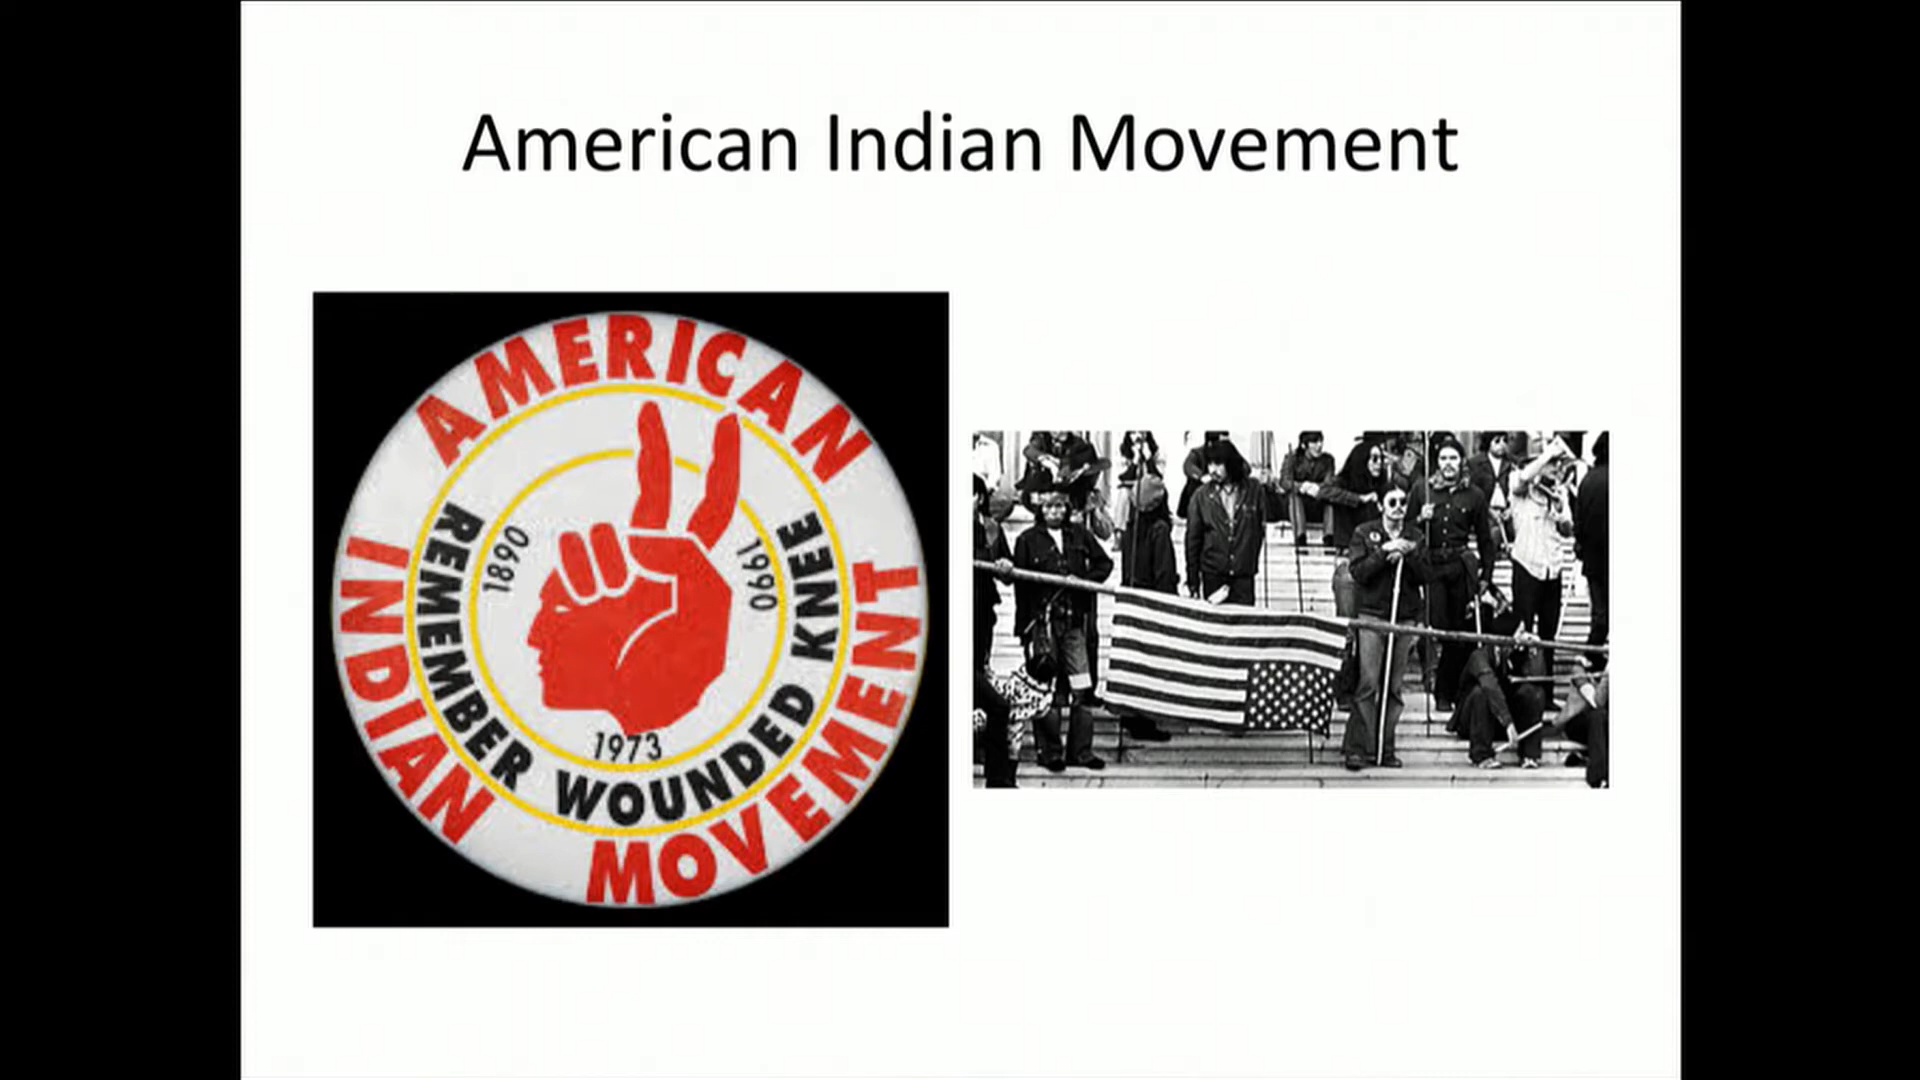 American Indian Movement
AMERICAN
INDIAN MOVEMENT
REMEMBER WOUNDED KNEE
1890
1990
1973